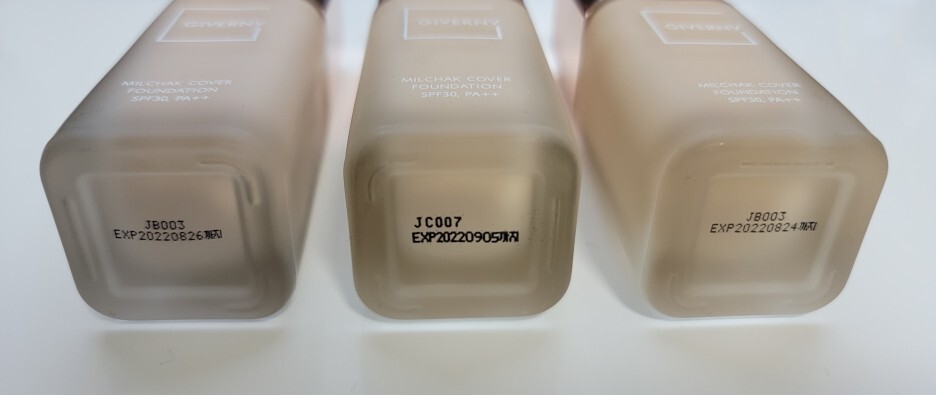 GIVERNY
MILCHAK COVER
FOUNDATION
SPF30, PA++
JB003
EXP20220826까지
GIVERNY
MILCHAK COVER
FOUNDATION
SPF30, PA++
JC007
EXP20220905까지
GIVERNY
MILCHAK COVER
FOUNDATION
SPF30, PA++
JB003
EXP20220824까지